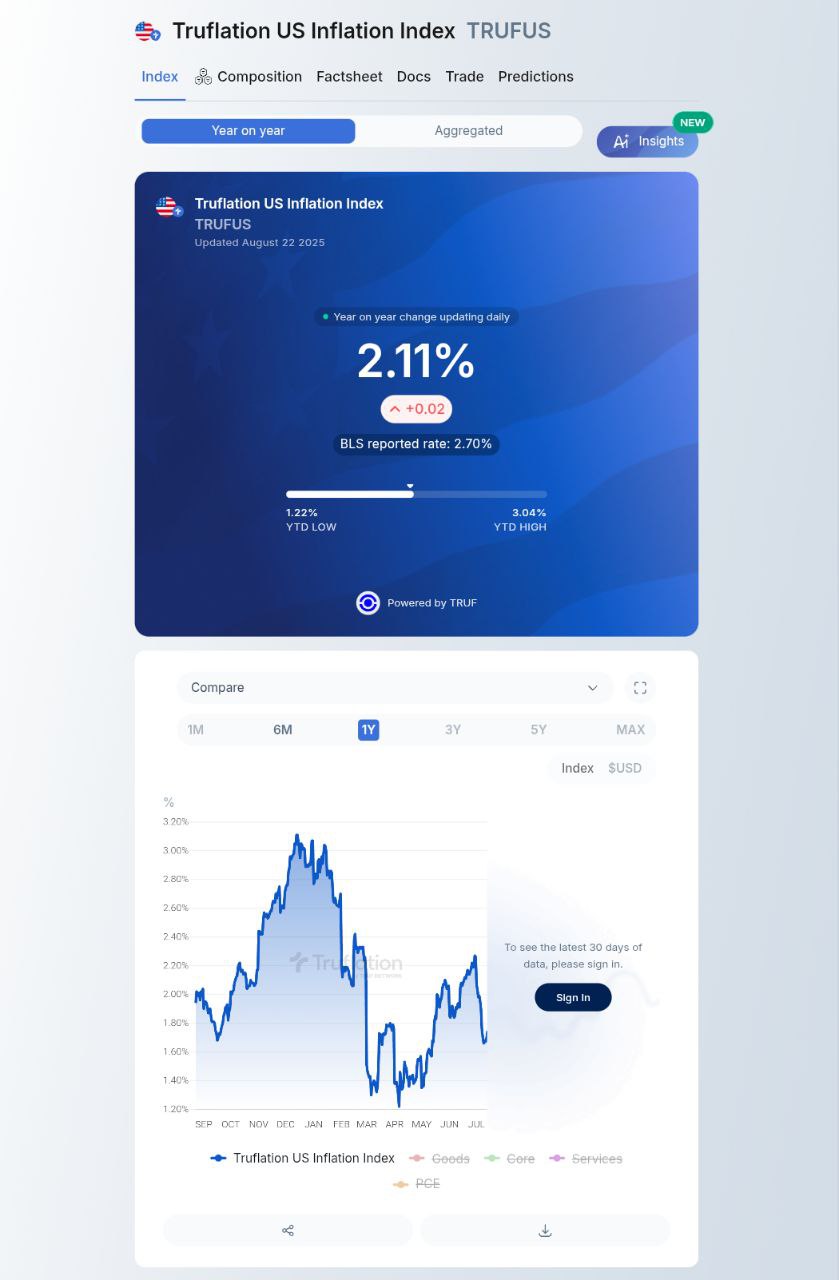 Truflation US Inflation Index TRUFUS
Index Composition Factsheet Docs Trade Predictions
Year on year Aggregated
NEW
Ai Insights
Truflation US Inflation Index
TRUFUS
Updated August 22 2025
Year on year change updating daily
2.11%
+0.02
BLS reported rate: 2.70%
1.22% 3.04%
YTD LOW YTD HIGH
Powered by TRUF
Compare
1M 6M 1Y 3Y 5Y MAX
Index $USD
%
3.20%
3.00%
2.80%
2.60%
2.40%
2.20%
2.00%
1.80%
1.60%
1.40%
1.20%
Truflation
To see the latest 30 days of
data, please sign in.
Sign In
SEP OCT NOV DEC JAN FEB MAR APR MAY JUN JUL
Truflation US Inflation Index Goods Core Services
PCE